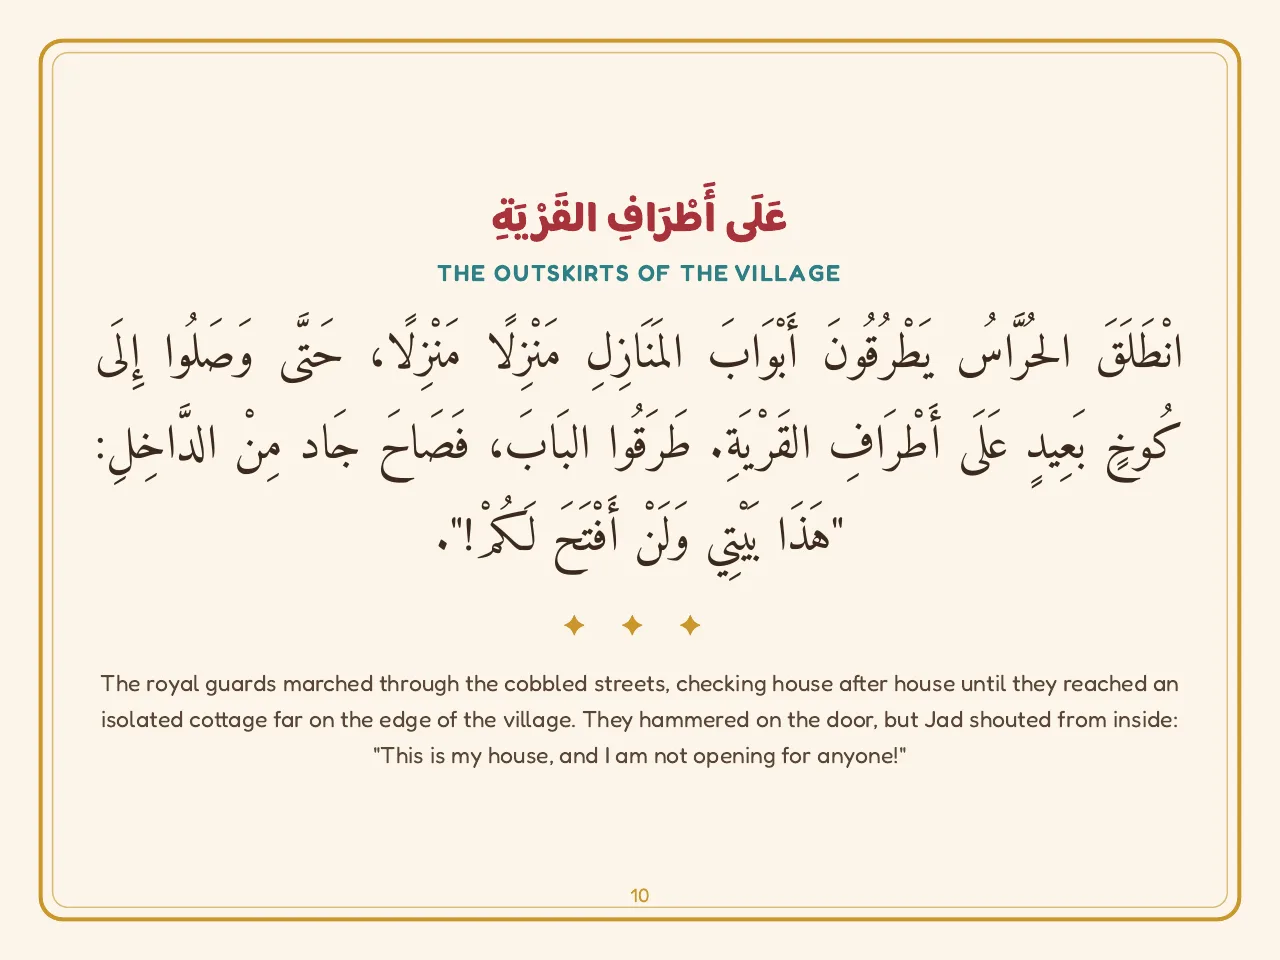 عَلَى أَطْرَافِ القَرْيَةِ
THE OUTSKIRTS OF THE VILLAGE
انْطَلَقَ الحُرَّاسُ يَطْرُقُونَ أَبْوَابَ المَنَازِلِ مَنْزِلًا مَنْزِلًا، حَتَّى وَصَلُوا إِلَى
كُوخٍ بَعِيدٍ عَلَى أَطْرَافِ القَرْيَةِ. طَرَقُوا البَابَ، فَصَاحَ جَاد مِنْ الدَّاخِلِ:
"هَذَا بَيْتِي وَلَنْ أَفْتَحَ لَكُمْ!".
The royal guards marched through the cobbled streets, checking house after house until they reached an
isolated cottage far on the edge of the village. They hammered on the door, but Jad shouted from inside:
"This is my house, and I am not opening for anyone!"
10